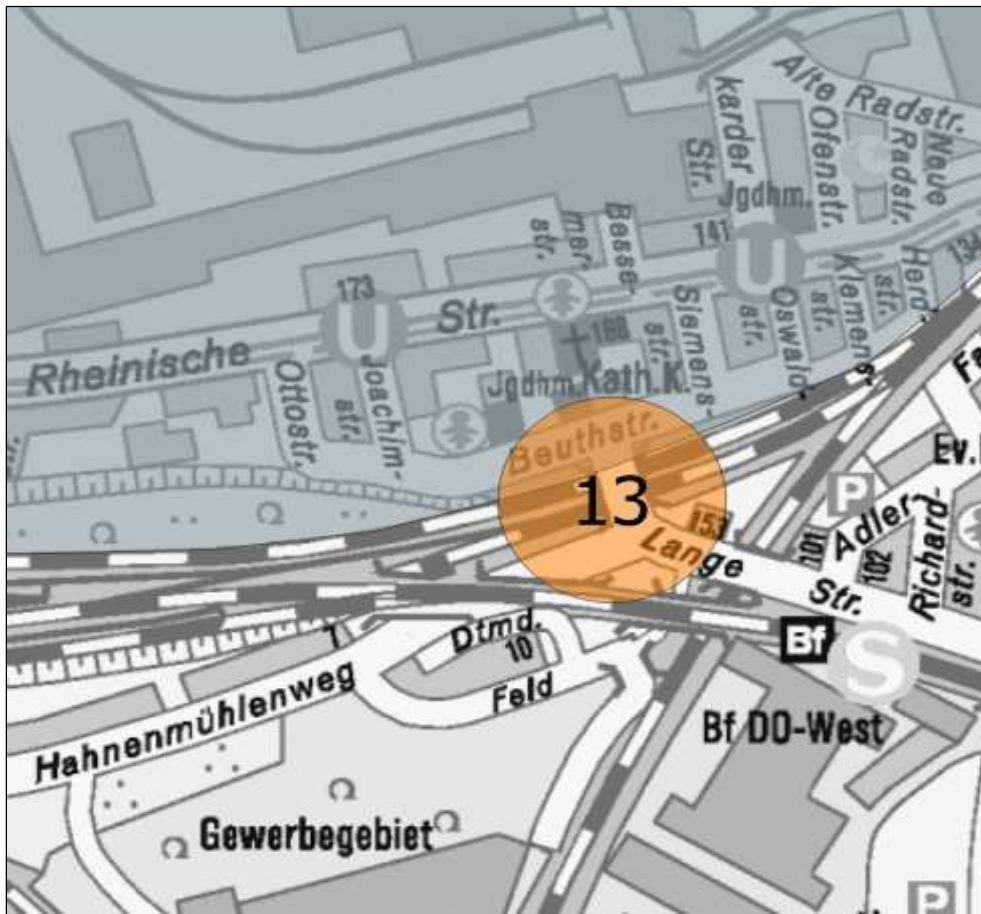 Alte Radstr.
Neue
Radstr.
Ofenstr.
karder
Str.
Jgdhm.
141
U
Besse-
mer-
str.
173
U
Rheinische Str.
168
Siemens-
str.
Oswald-
str.
Klemens-
str.
Herd-
str.
134
Ottostr.
Joachim-
str.
Jgdhm.
Kath.K.
Beuthstr.
13
153
Lange Str.
P
Ev.
101
Adler
102
Richard-
str.
Bf
S
Bf DO-West
1
Dtmd.
10
Feld
Hahnenmühlenweg
Gewerbegebiet
P